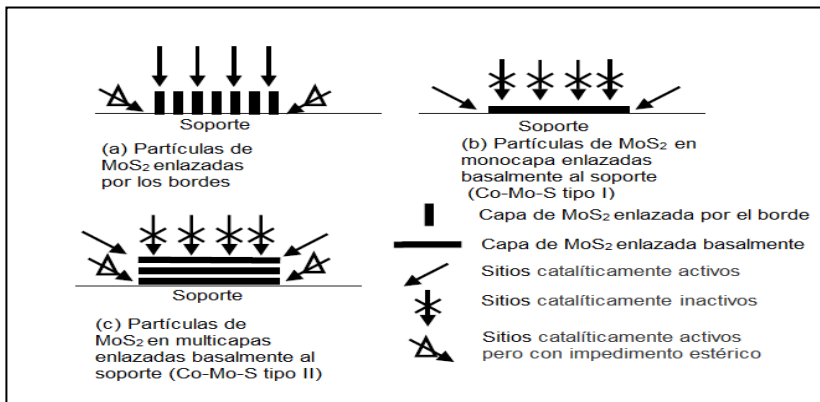 Soporte
(a) Partículas de
MoS₂ enlazadas
por los bordes
Soporte
(b) Partículas de MoS₂ en
monocapa enlazadas
basalmente al soporte
(Co-Mo-S tipo I)
Soporte
(c) Partículas de
MoS₂ en multicapas
enlazadas basalmente al
soporte (Co-Mo-S tipo II)
Capa de MoS₂ enlazada por el borde
Capa de MoS₂ enlazada basalmente
Sitios catalíticamente activos
Sitios catalíticamente inactivos
Sitios catalíticamente activos
pero con impedimento estérico